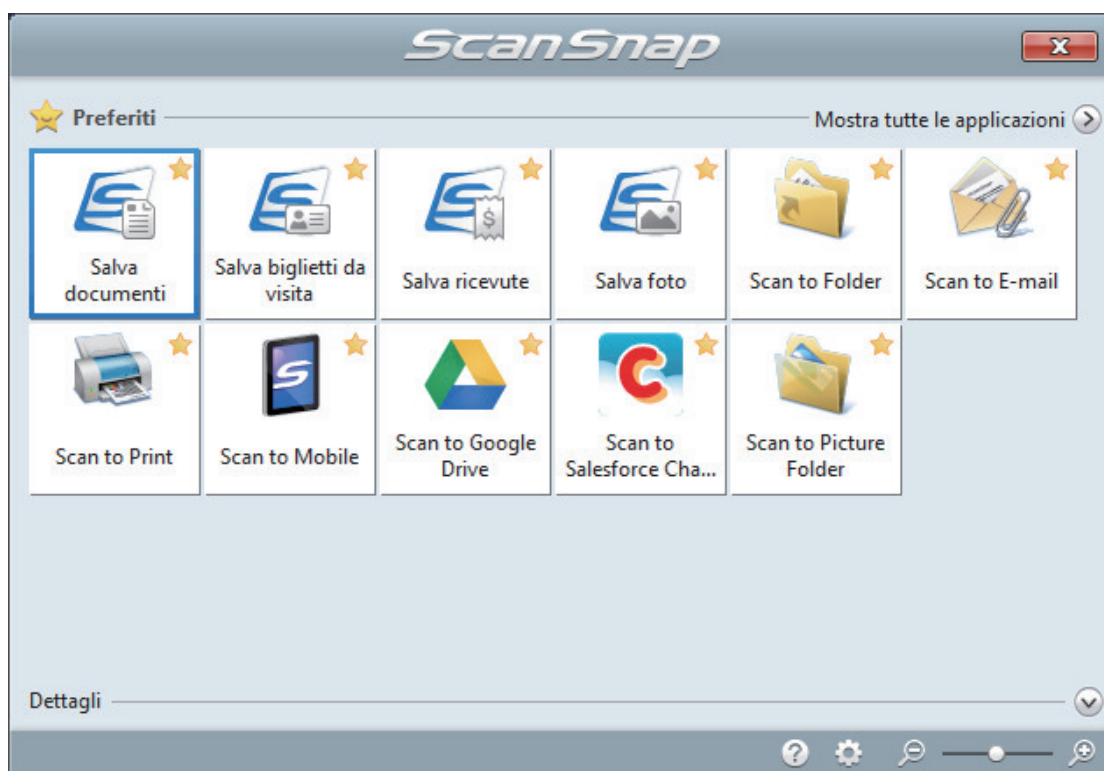 ScanSnap
Preferiti
Mostra tutte le applicazioni
Salva
documenti
Salva biglietti da
visita
Salva ricevute
Salva foto
Scan to Folder
Scan to E-mail
Scan to Print
Scan to Mobile
Scan to Google
Drive
Scan to
Salesforce Cha...
Scan to Picture
Folder
Dettagli